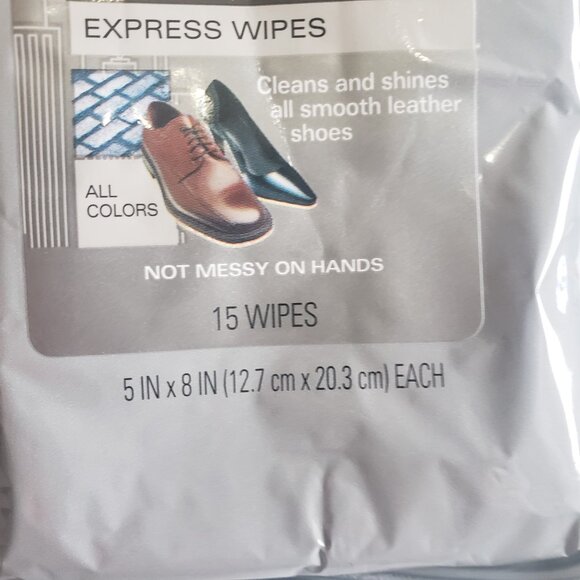 EXPRESS WIPES
Cleans and shines
all smooth leather
shoes
ALL
COLORS
NOT MESSY ON HANDS
15 WIPES
5 IN x 8 IN (12.7 cm x 20.3 cm) EACH